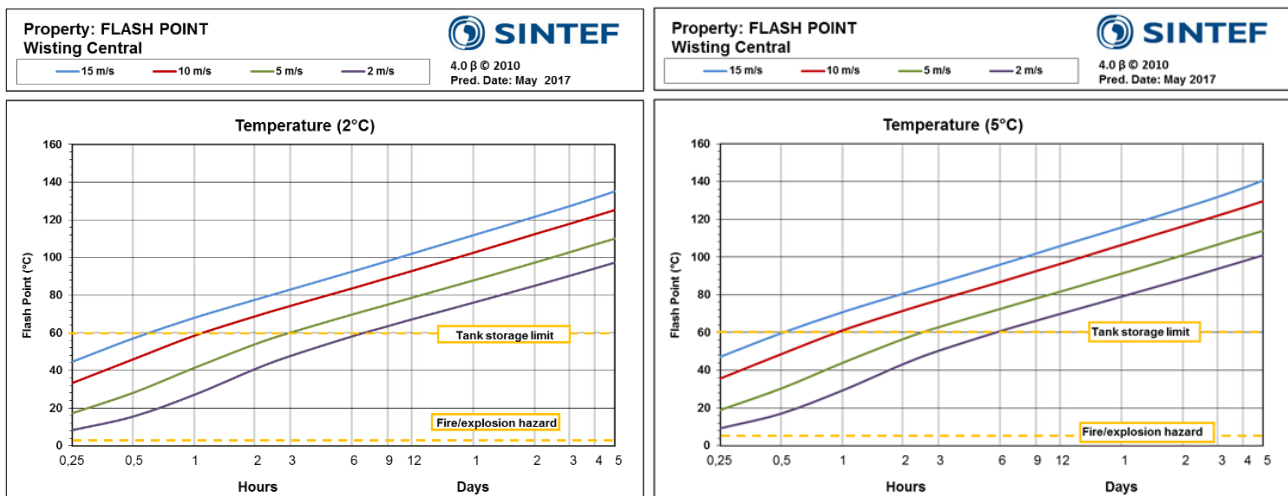 Property: FLASH POINT
Wisting Central
SINTEF
15 m/s 10 m/s 5 m/s 2 m/s
4.0 β © 2010
Pred. Date: May 2017
Temperature (2°C)
Flash Point (°C)
160
140
120
100
80
60
40
20
0
Tank storage limit
Fire/explosion hazard
0,25 0,5 1 2 3 6 9 12 1 2 3 4 5
Hours Days
Property: FLASH POINT
Wisting Central
SINTEF
15 m/s 10 m/s 5 m/s 2 m/s
4.0 β © 2010
Pred. Date: May 2017
Temperature (5°C)
Flash Point (°C)
160
140
120
100
80
60
40
20
0
Tank storage limit
Fire/explosion hazard
0,25 0,5 1 2 3 6 9 12 1 2 3 4 5
Hours Days